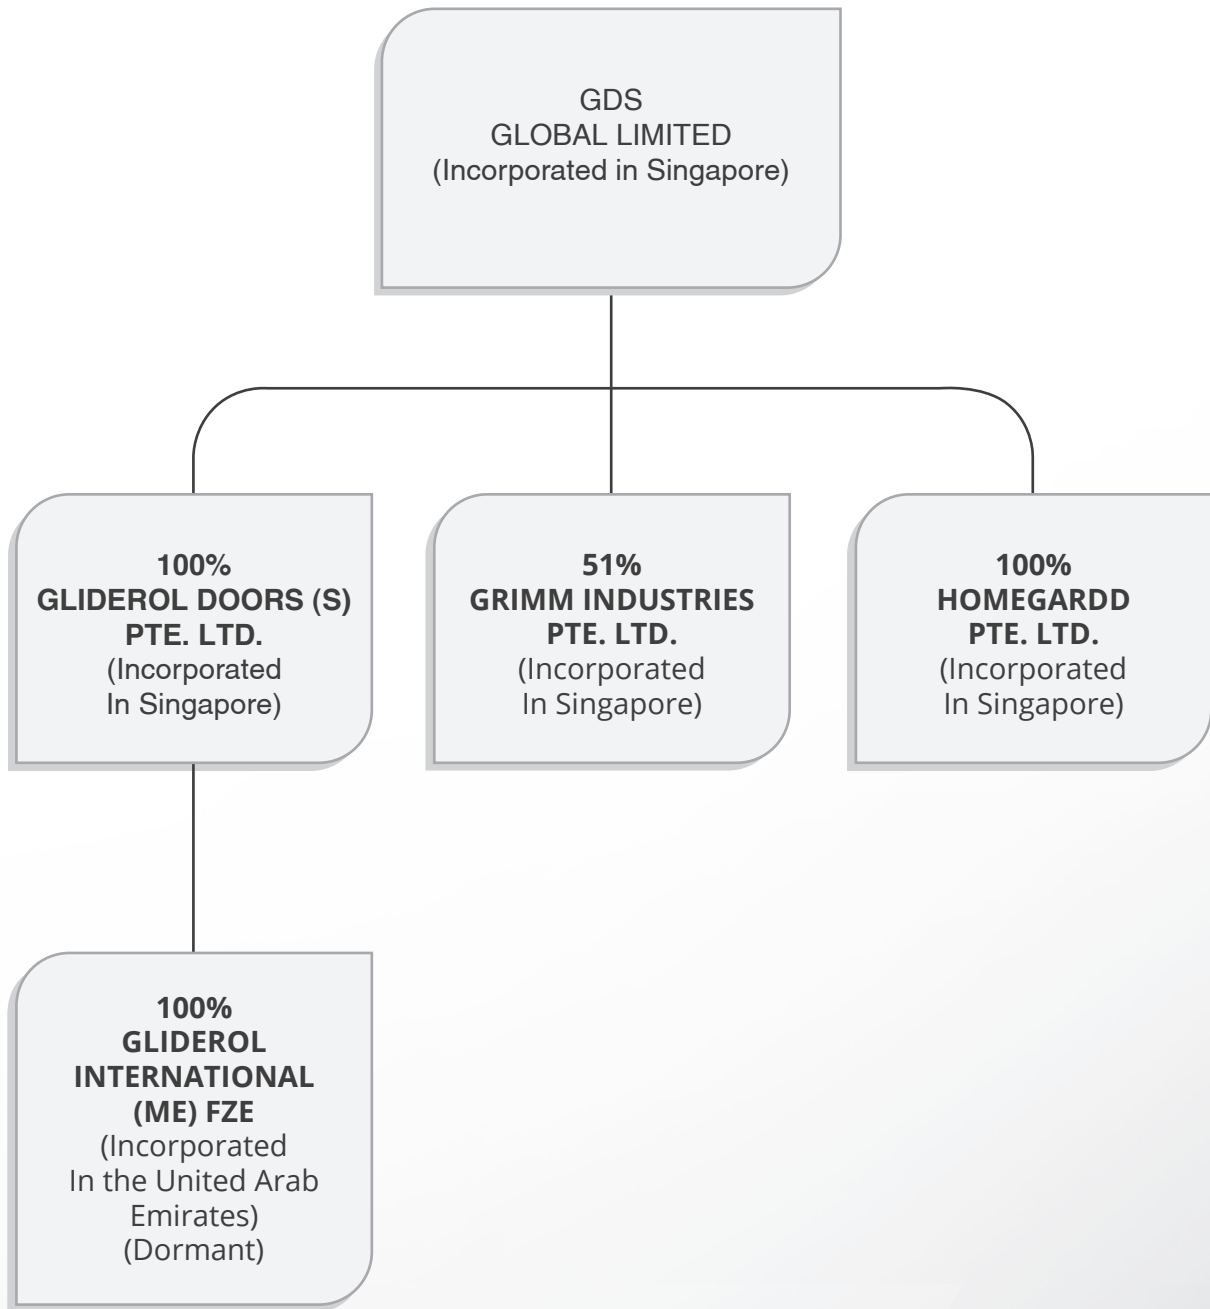 GDS
GLOBAL LIMITED
(Incorporated in Singapore)
100%
GLIDEROL DOORS (S)
PTE. LTD.
(Incorporated
In Singapore)
51%
GRIMM INDUSTRIES
PTE. LTD.
(Incorporated
In Singapore)
100%
HOMEGARDD
PTE. LTD.
(Incorporated
In Singapore)
100%
GLIDEROL
INTERNATIONAL
(ME) FZE
(Incorporated
In the United Arab
Emirates)
(Dormant)